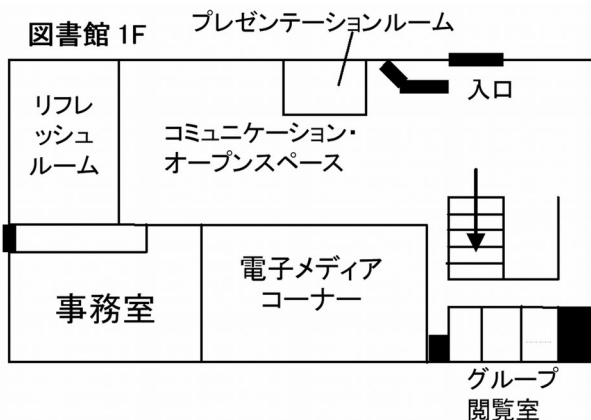 図書館 1F
プレゼンテーションルーム
入口
リフレ
ッシュ
ルーム
コミュニケーション・
オープンスペース
電子メディア
コーナー
事務室
グループ
閲覧室